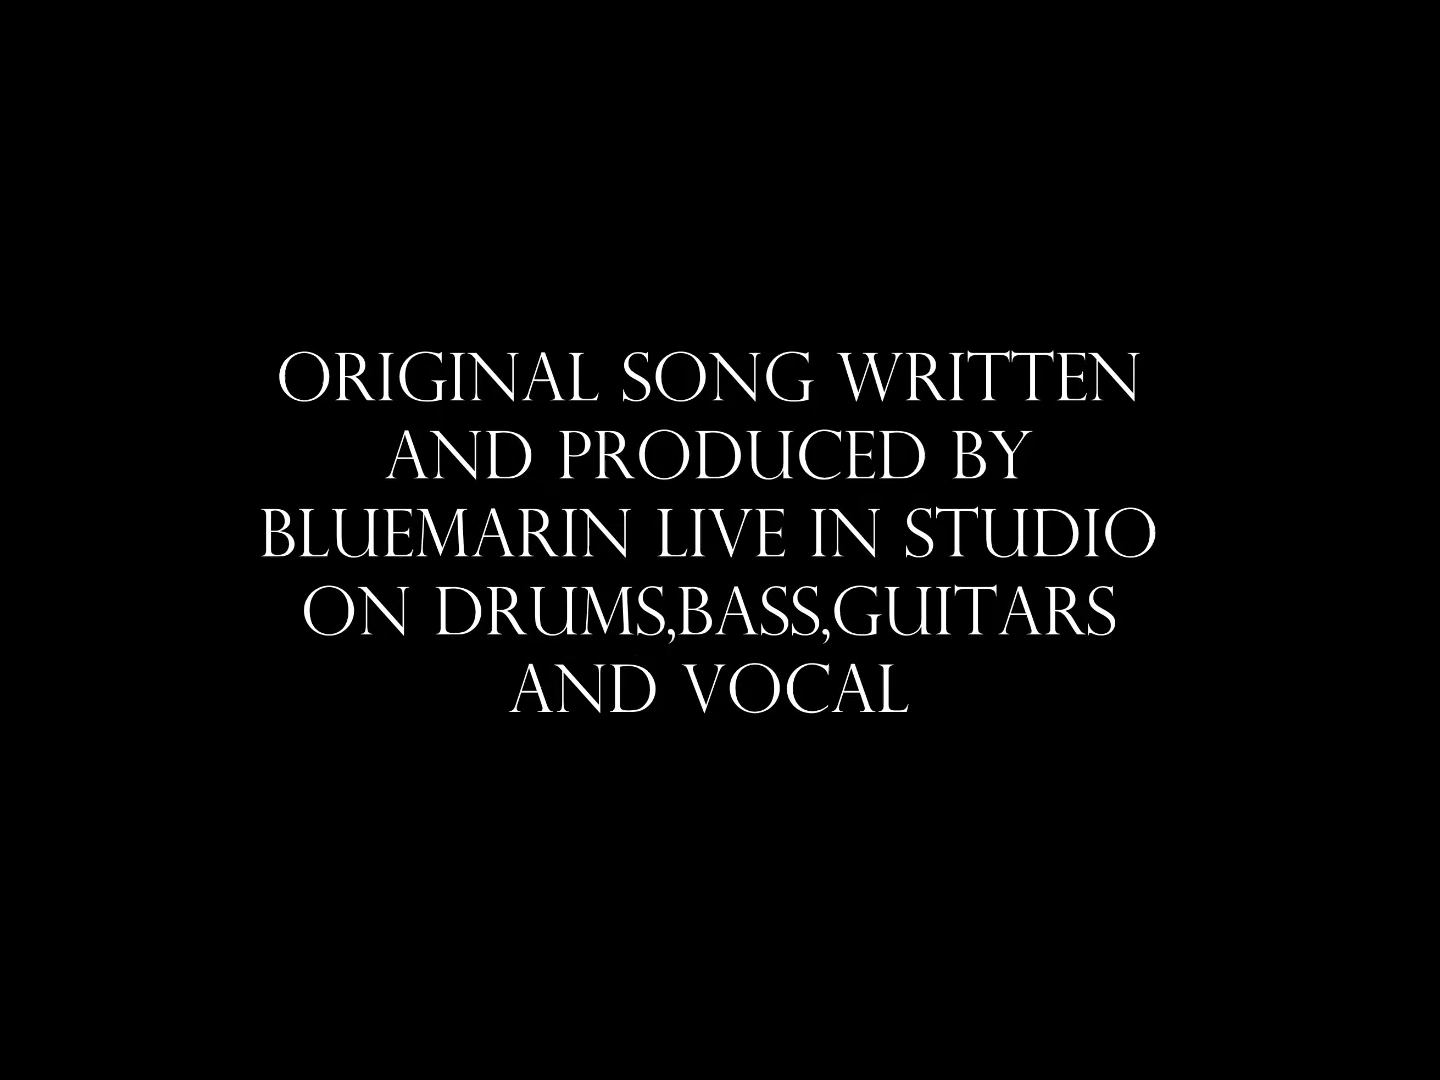 ORIGINAL SONG WRITTEN
AND PRODUCED BY
BLUEMARIN LIVE IN STUDIO
ON DRUMS,BASS,GUITARS
AND VOCAL